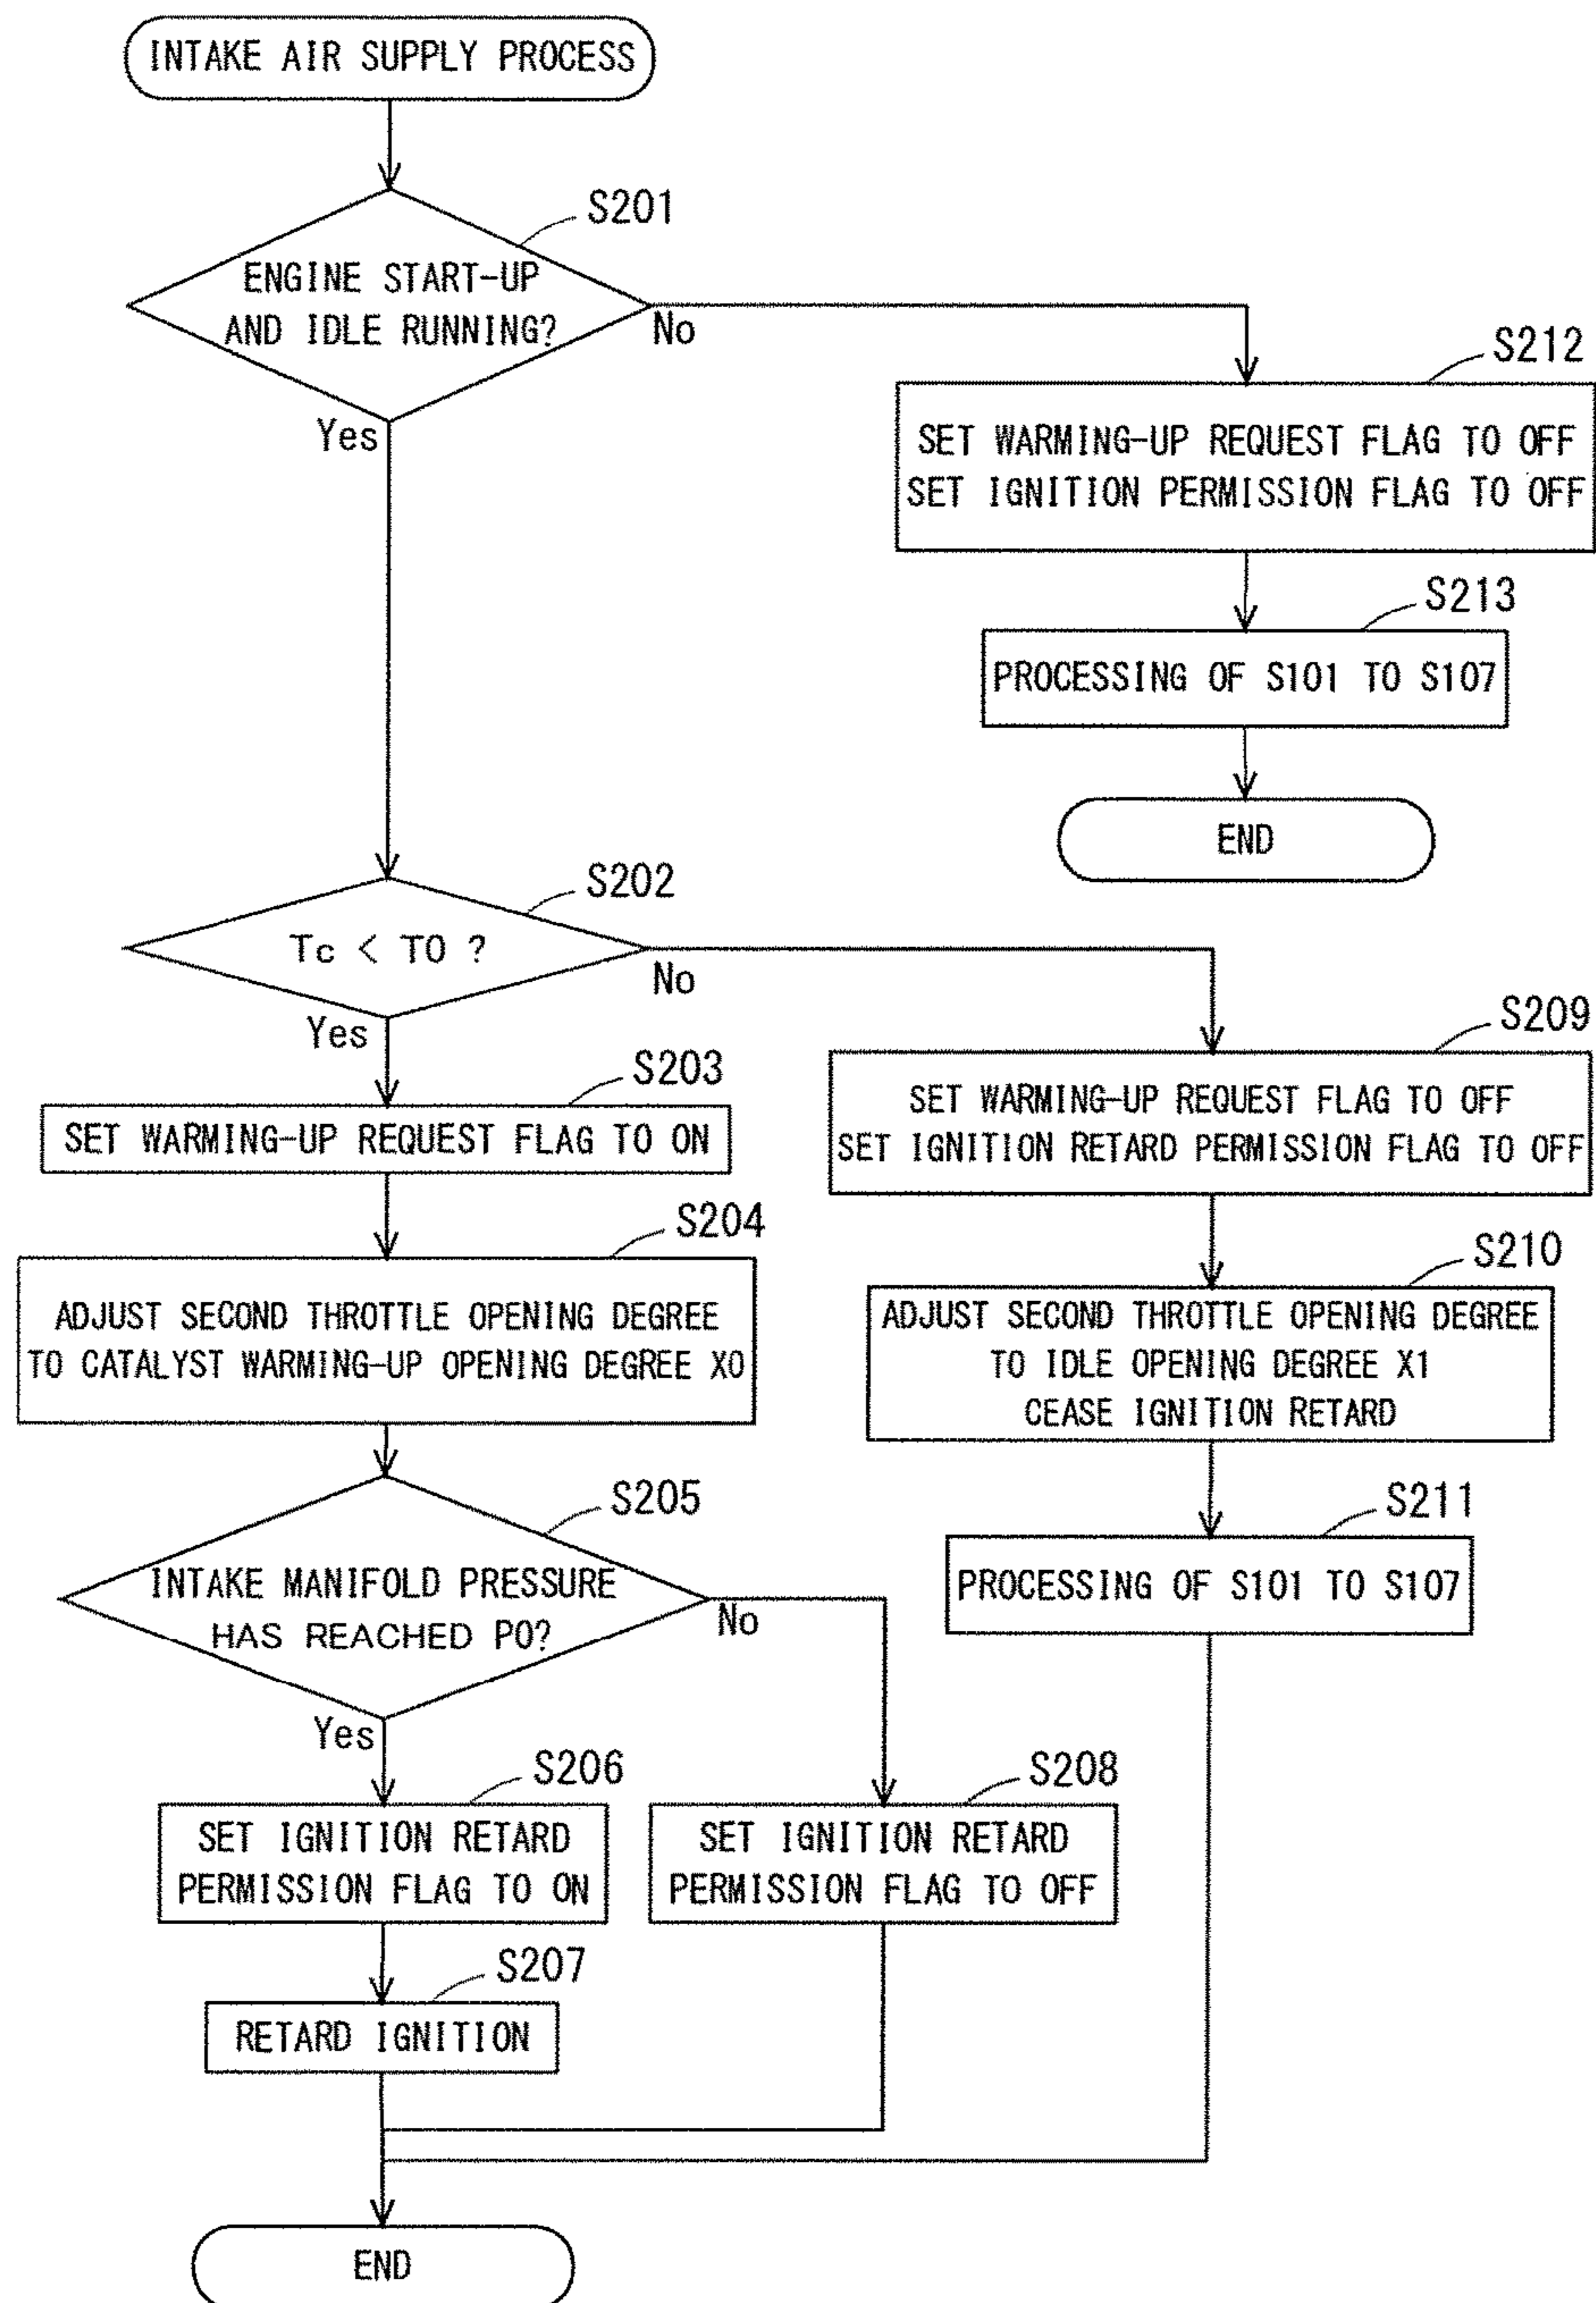 INTAKE AIR SUPPLY PROCESS
S201
ENGINE START-UP
AND IDLE RUNNING?
No
Yes
S212
SET WARMING-UP REQUEST FLAG TO OFF
SET IGNITION PERMISSION FLAG TO OFF
S213
PROCESSING OF S101 TO S107
END
S202
Tc < T0 ?
No
Yes
S203
SET WARMING-UP REQUEST FLAG TO ON
S209
SET WARMING-UP REQUEST FLAG TO OFF
SET IGNITION RETARD PERMISSION FLAG TO OFF
S204
ADJUST SECOND THROTTLE OPENING DEGREE
TO CATALYST WARMING-UP OPENING DEGREE X0
S210
ADJUST SECOND THROTTLE OPENING DEGREE
TO IDLE OPENING DEGREE X1
CEASE IGNITION RETARD
S205
INTAKE MANIFOLD PRESSURE
HAS REACHED P0?
No
Yes
S211
PROCESSING OF S101 TO S107
S206
SET IGNITION RETARD
PERMISSION FLAG TO ON
S208
SET IGNITION RETARD
PERMISSION FLAG TO OFF
S207
RETARD IGNITION
END